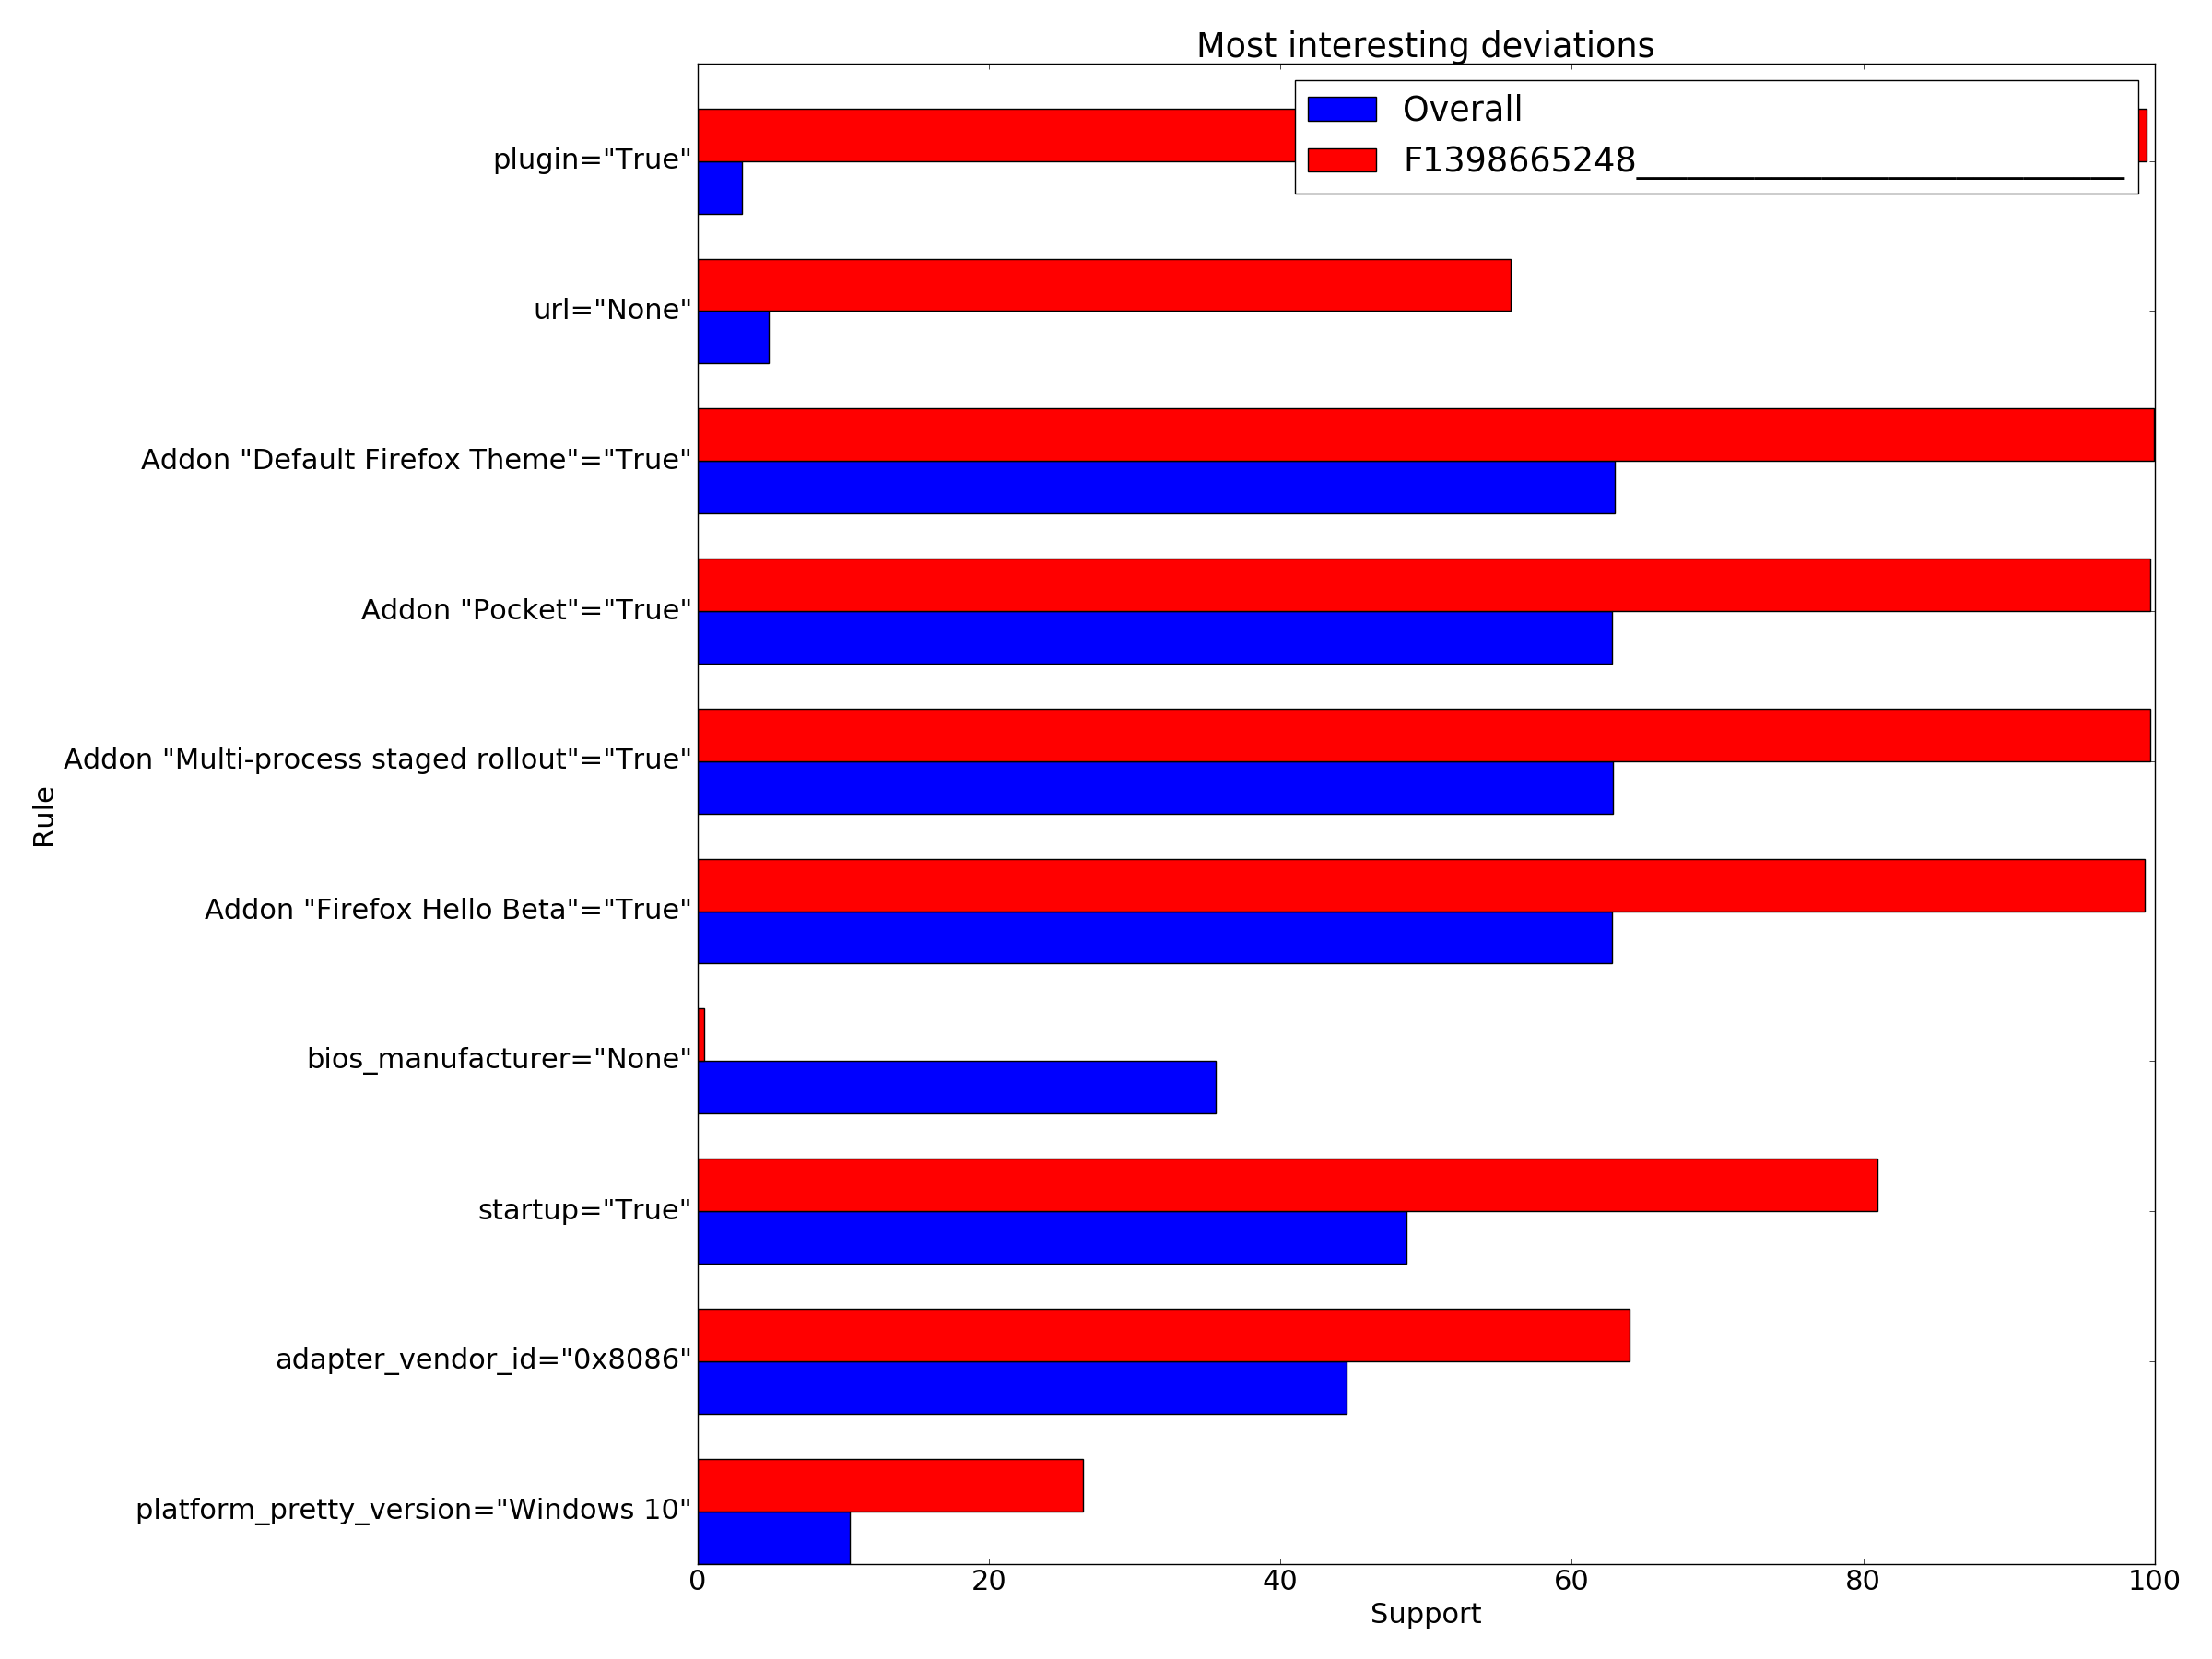 Most interesting deviations
Overall
F1398665248_____________________________
plugin="True"
url="None"
Addon "Default Firefox Theme"="True"
Addon "Pocket"="True"
Addon "Multi-process staged rollout"="True"
Addon "Firefox Hello Beta"="True"
bios_manufacturer="None"
startup="True"
adapter_vendor_id="0x8086"
platform_pretty_version="Windows 10"
Rule
0 20 40 60 80 100
Support